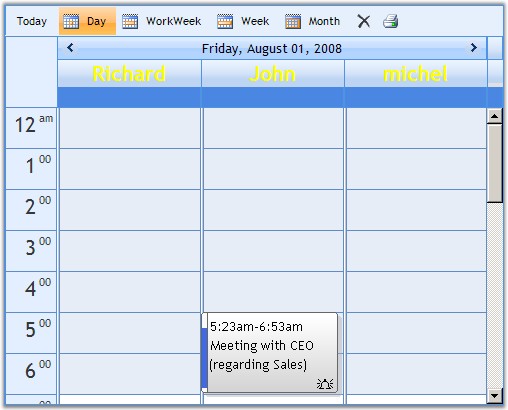 Today Day WorkWeek Week Month
Friday, August 01, 2008
Richard John michel
12 am
1 00
2 00
3 00
4 00
5 00
5:23am-6:53am
Meeting with CEO
(regarding Sales)
6 00